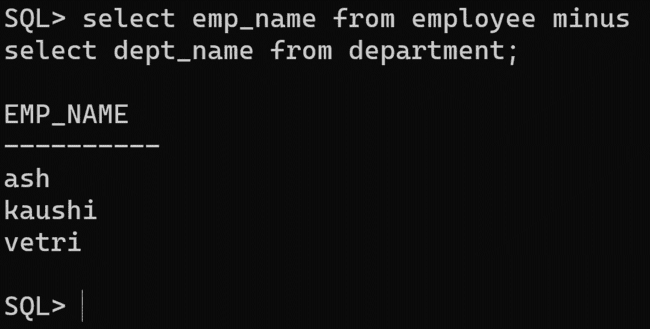 SQL> select emp_name from employee minus
select dept_name from department;
EMP_NAME
----------
ash
kaushi
vetri
SQL>